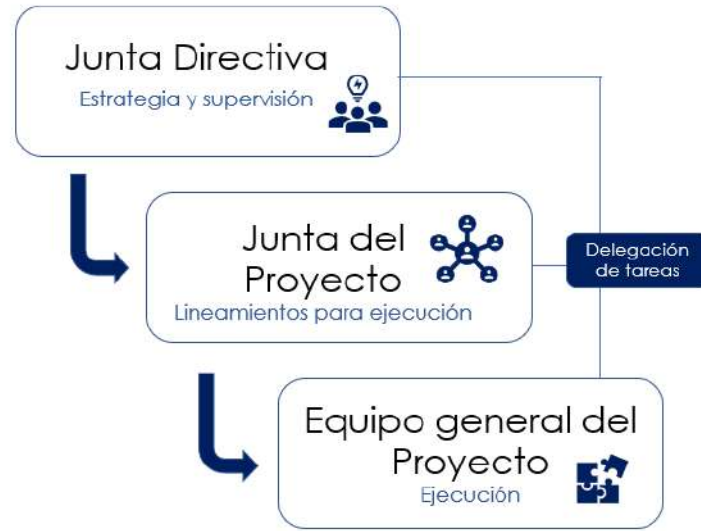 Junta Directiva
Estrategia y supervisión
Junta del
Proyecto
Lineamientos para ejecución
Delegación
de tareas
Equipo general del
Proyecto
Ejecución